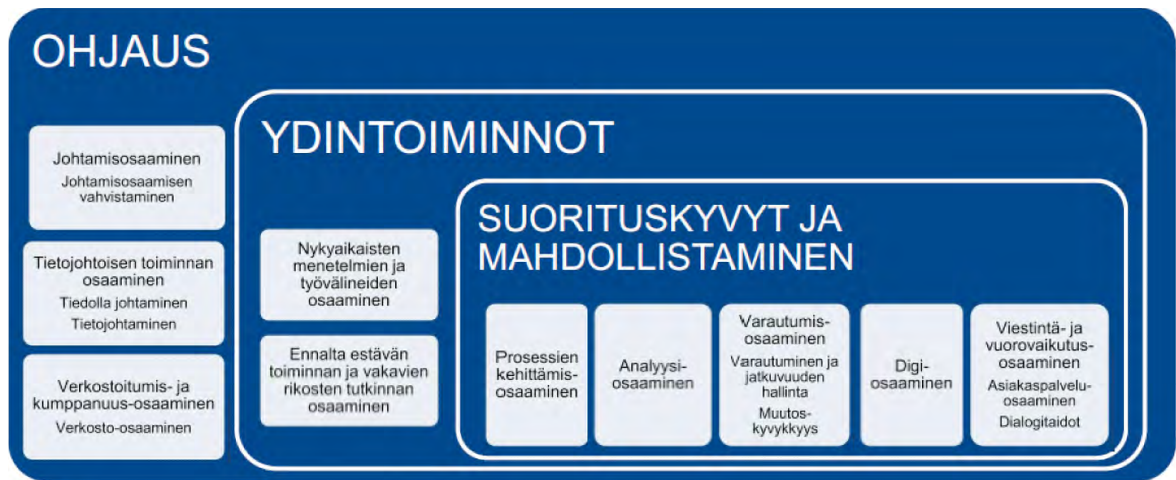 OHJAUS
Johtamisosaaminen
Johtamisosaamisen
vahvistaminen
Tietojohtoisen toiminnan
osaaminen
Tiedolla johtaminen
Tietojohtaminen
Verkostoitumis- ja
kumppanuus-osaaminen
Verkosto-osaaminen
YDINTOIMINNOT
Nykyaikaisten
menetelmien ja
työvälineiden
osaaminen
Ennalta estävän
toiminnan ja vakavien
rikosten tutkinnan
osaaminen
SUORITUSKYVYT JA
MAHDOLLISTAMINEN
Prosessien
kehittämis-
osaaminen
Analyysi-
osaaminen
Varautumis-
osaaminen
Varautuminen ja
jatkuvuuden
hallinta
Muutos-
kyvykkyys
Digi-
osaaminen
Viestintä- ja
vuorovaikutus-
osaaminen
Asiakaspalvelu-
osaaminen
Dialogitaidot